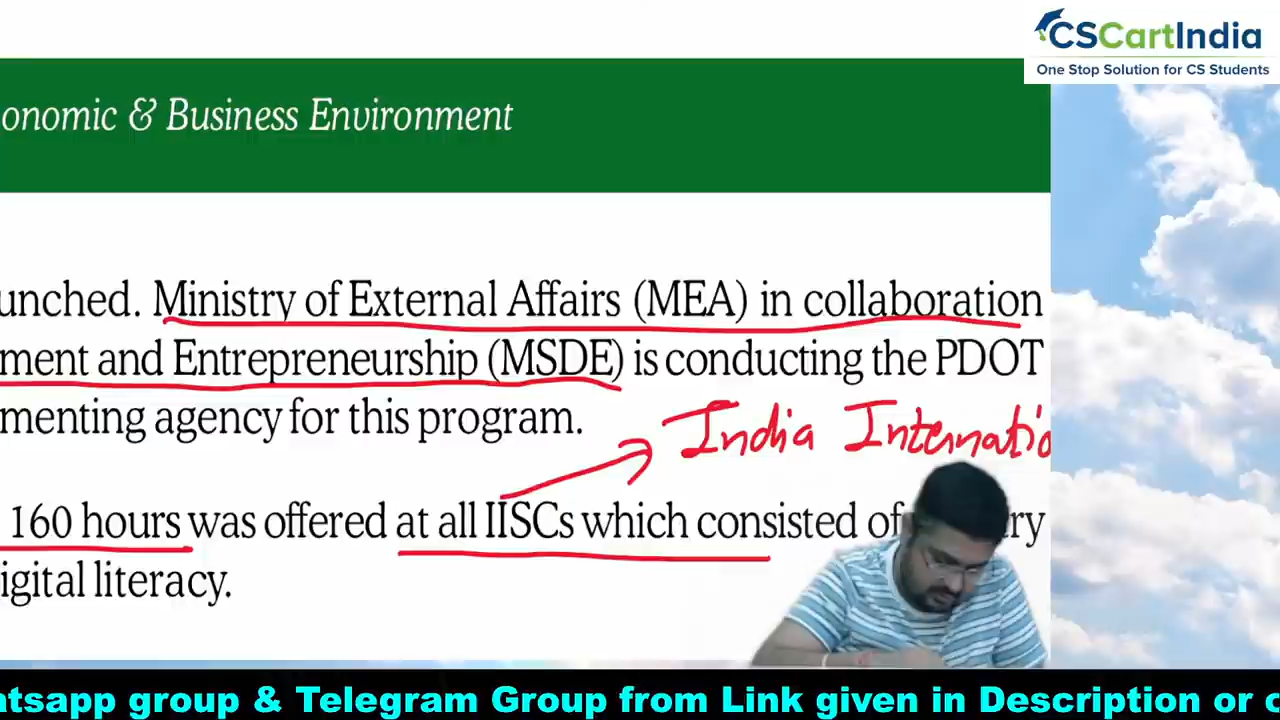 CSCartIndia
One Stop Solution for CS Students
onomic & Business Environment
unched. Ministry of External Affairs (MEA) in collaboration
ment and Entrepreneurship (MSDE) is conducting the PDOT
menting agency for this program.
India Internatio
160 hours was offered at all IISCs which consisted of
igital literacy.
atsapp group & Telegram Group from Link given in Description or c